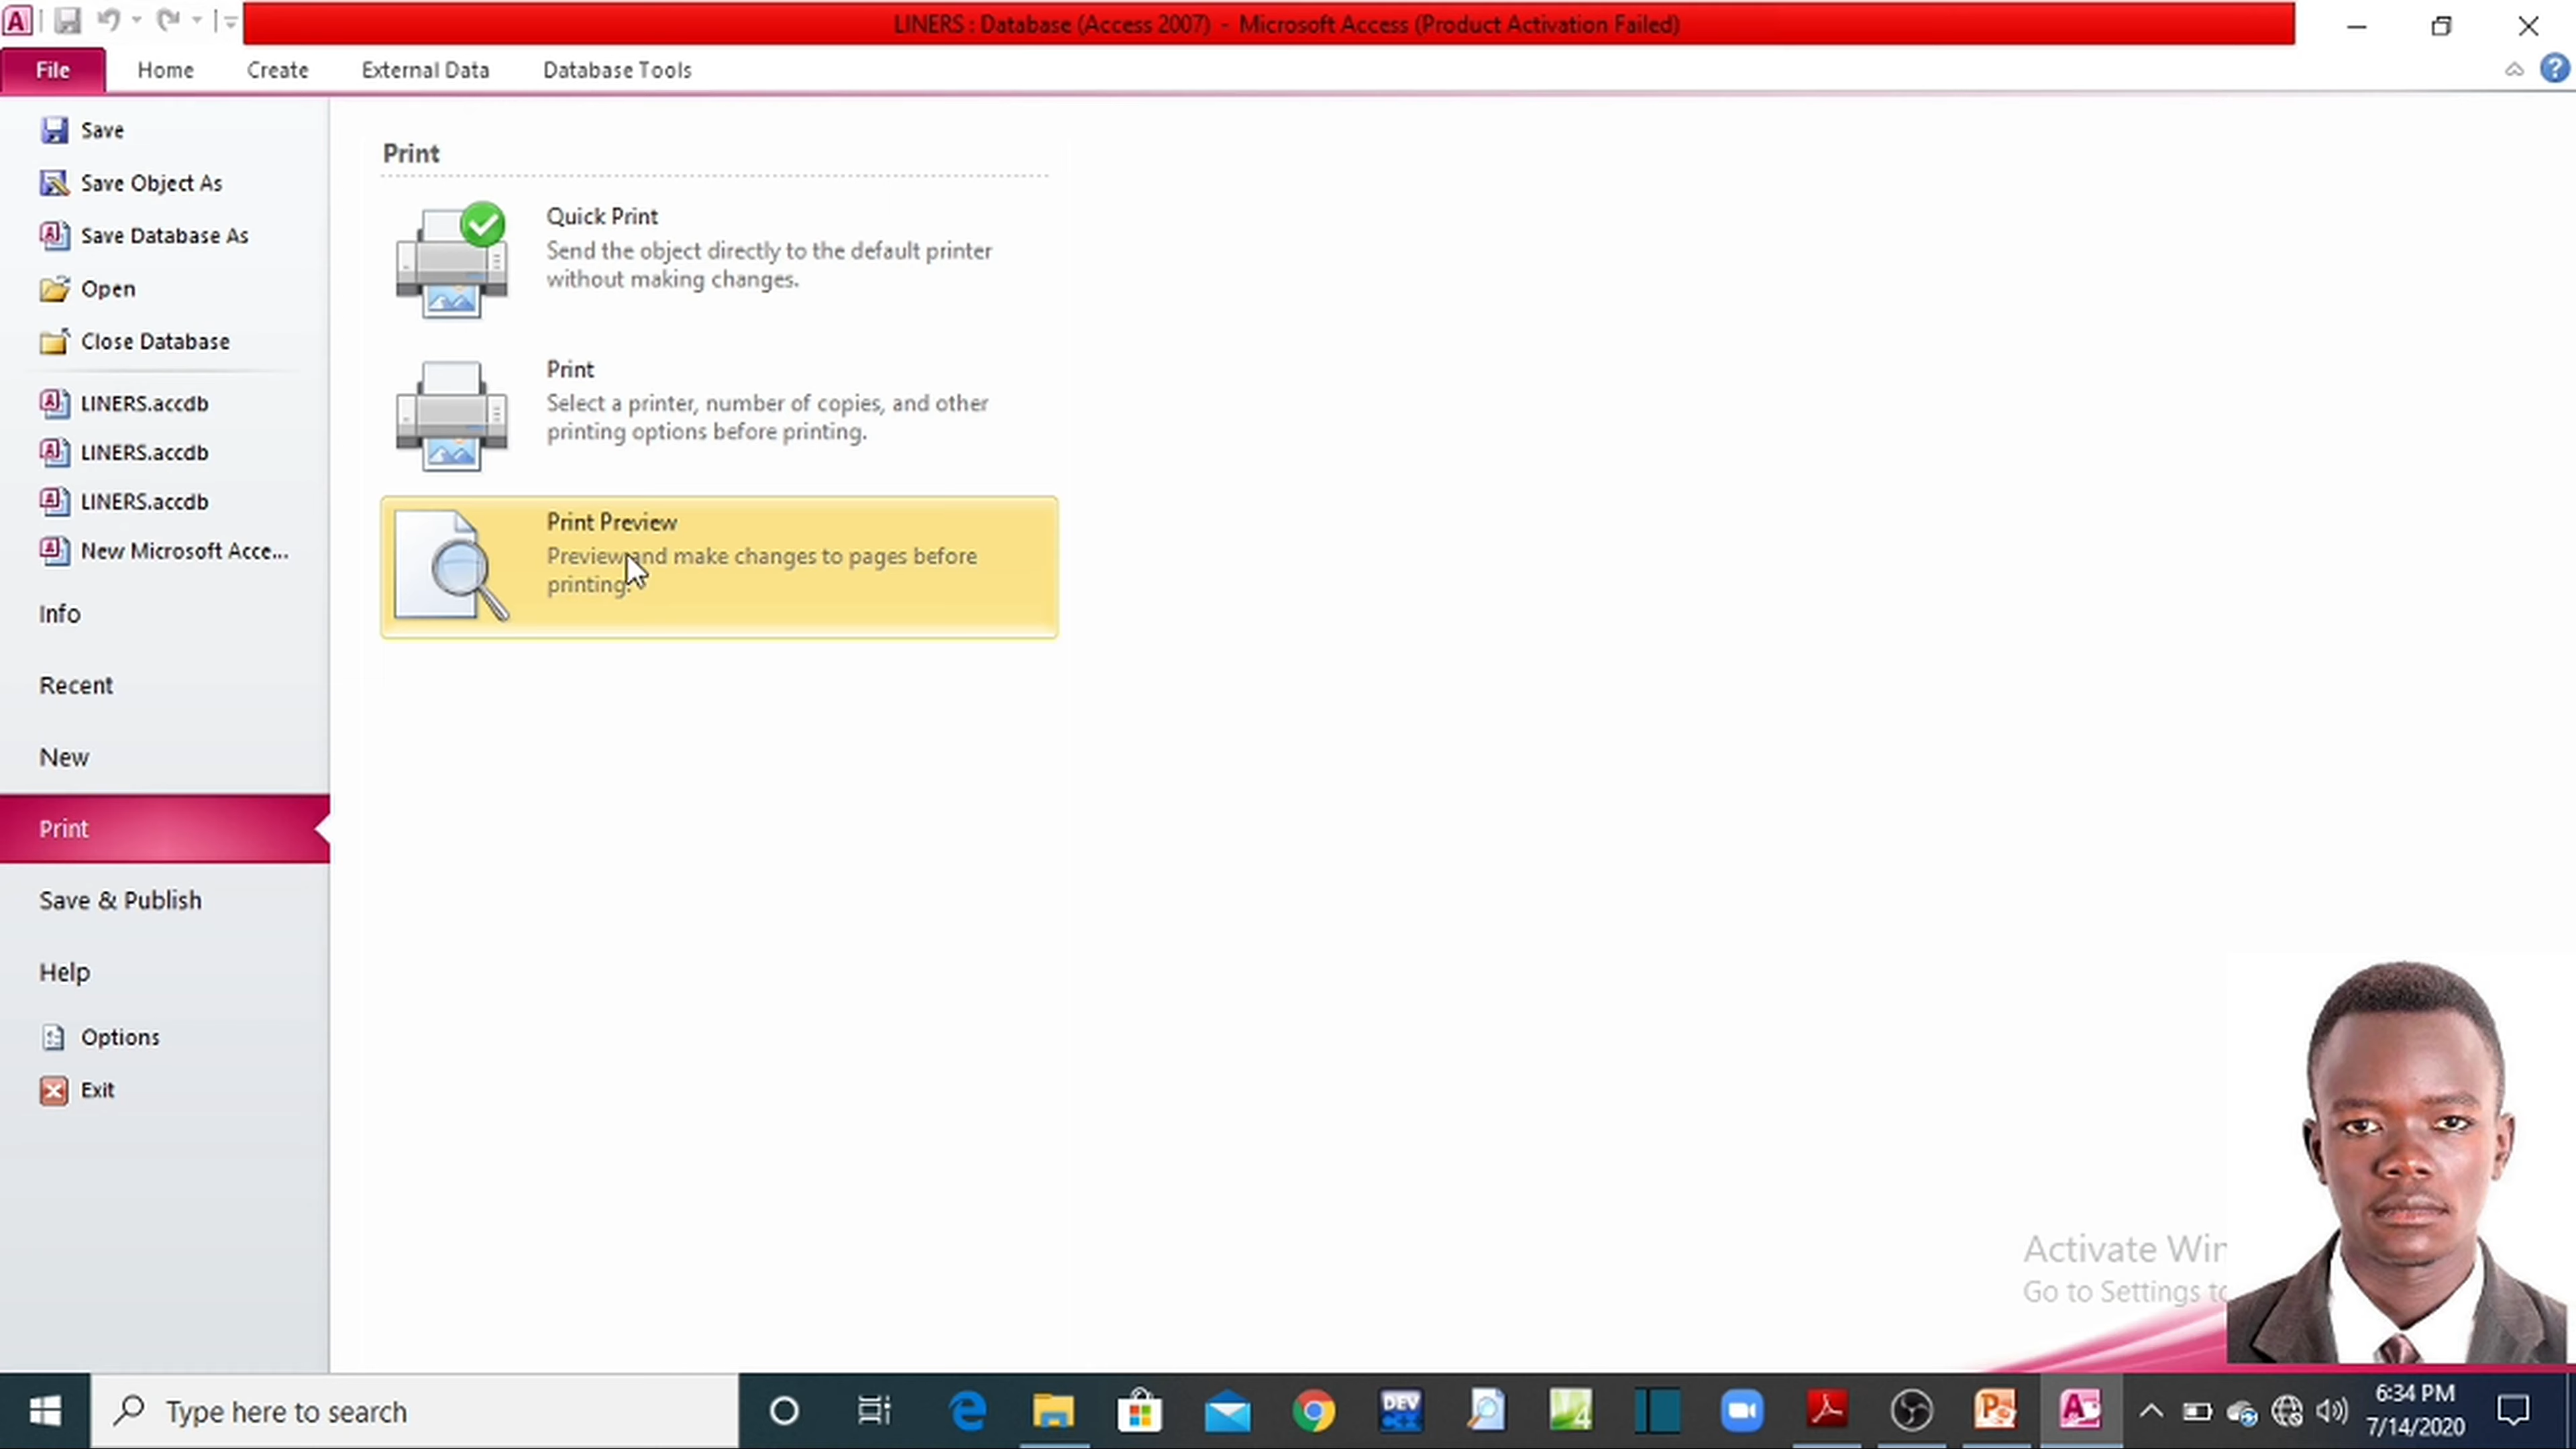 LINERS : Database (Access 2007)  -  Microsoft Access (Product Activation Failed)
File Home Create External Data Database Tools
Save
Save Object As
Save Database As
Open
Close Database
LINERS.accdb
LINERS.accdb
LINERS.accdb
New Microsoft Acce...
Info
Recent
New
Print
Save & Publish
Help
Options
Exit
Print
Quick Print
Send the object directly to the default printer
without making changes.
Print
Select a printer, number of copies, and other
printing options before printing.
Print Preview
Preview and make changes to pages before
printing.
Activate Win
Go to Settings to
Type here to search
DEV
C++
4
6:34 PM
7/14/2020